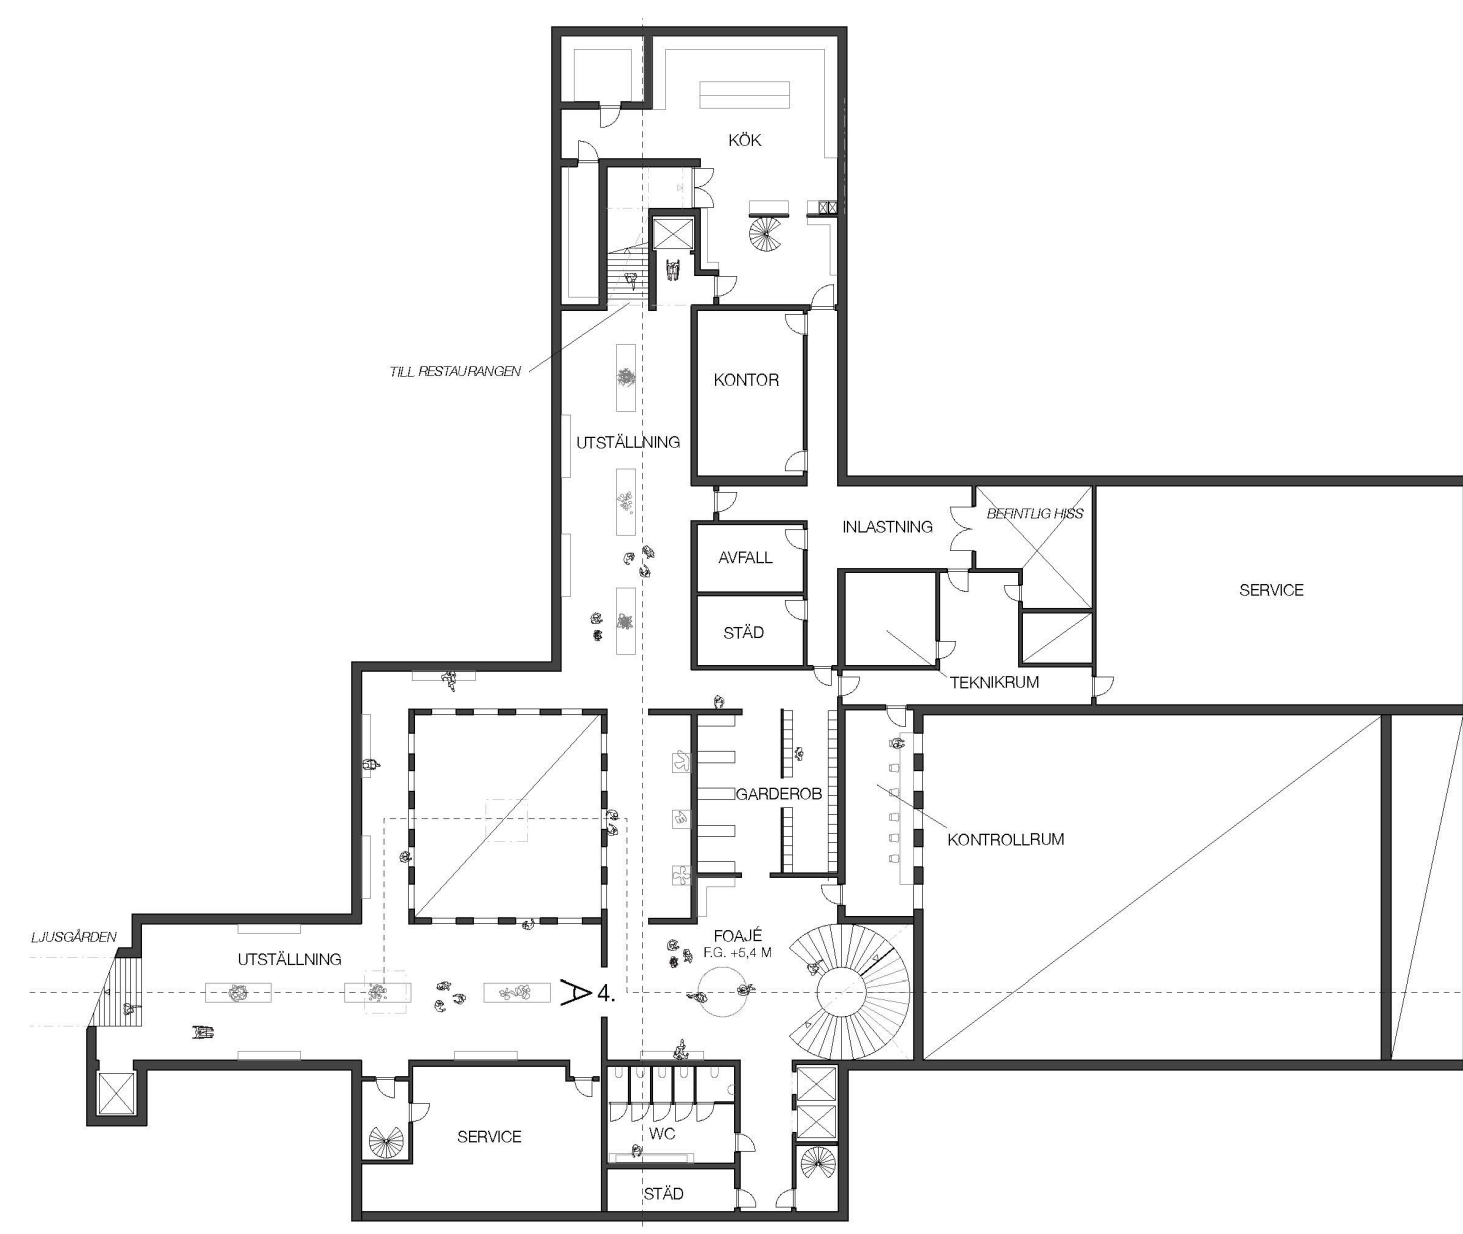 KÖK
TILL RESTAURANGEN
KONTOR
UTSTÄLLNING
BEFINTLIG HISS
INLASTNING
AVFALL
SERVICE
STÄD
TEKNIKRUM
GARDEROB
KONTROLLRUM
LJUSGÅRDEN
UTSTÄLLNING
FOAJÉ
F.G. +5,4 M
A 4.
SERVICE
WC
STÄD